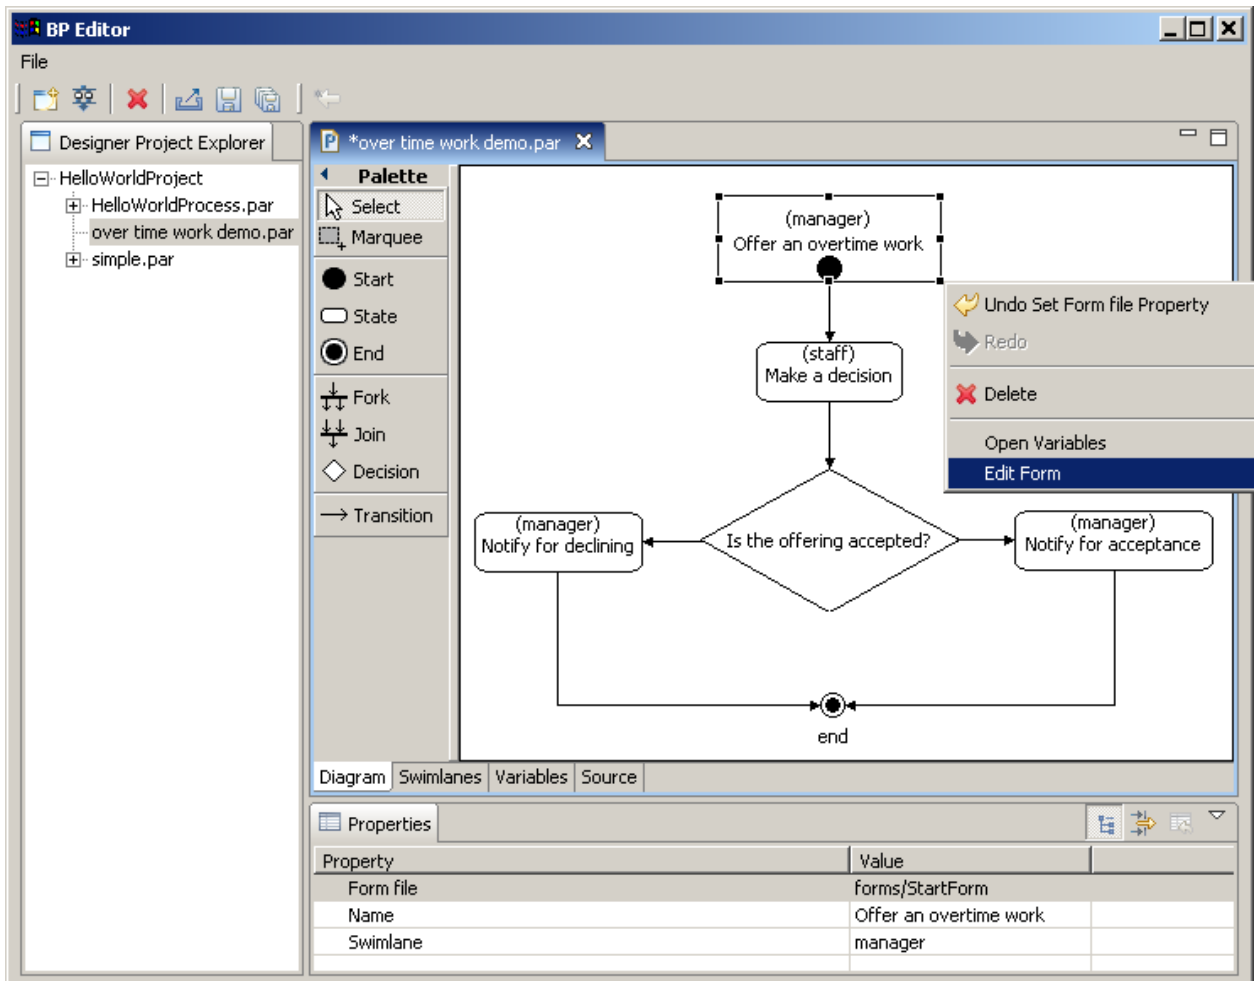 BP Editor
File
Designer Project Explorer
HelloWorldProject
HelloWorldProcess.par
over time work demo.par
simple.par
*over time work demo.par
Palette
Select
Marquee
Start
State
End
Fork
Join
Decision
Transition
(manager)
Offer an overtime work
(staff)
Make a decision
Is the offering accepted?
(manager)
Notify for declining
(manager)
Notify for acceptance
end
Undo Set Form file Property
Redo
Delete
Open Variables
Edit Form
Diagram Swimlanes Variables Source
Properties
Property Value
Form file forms/StartForm
Name Offer an overtime work
Swimlane manager